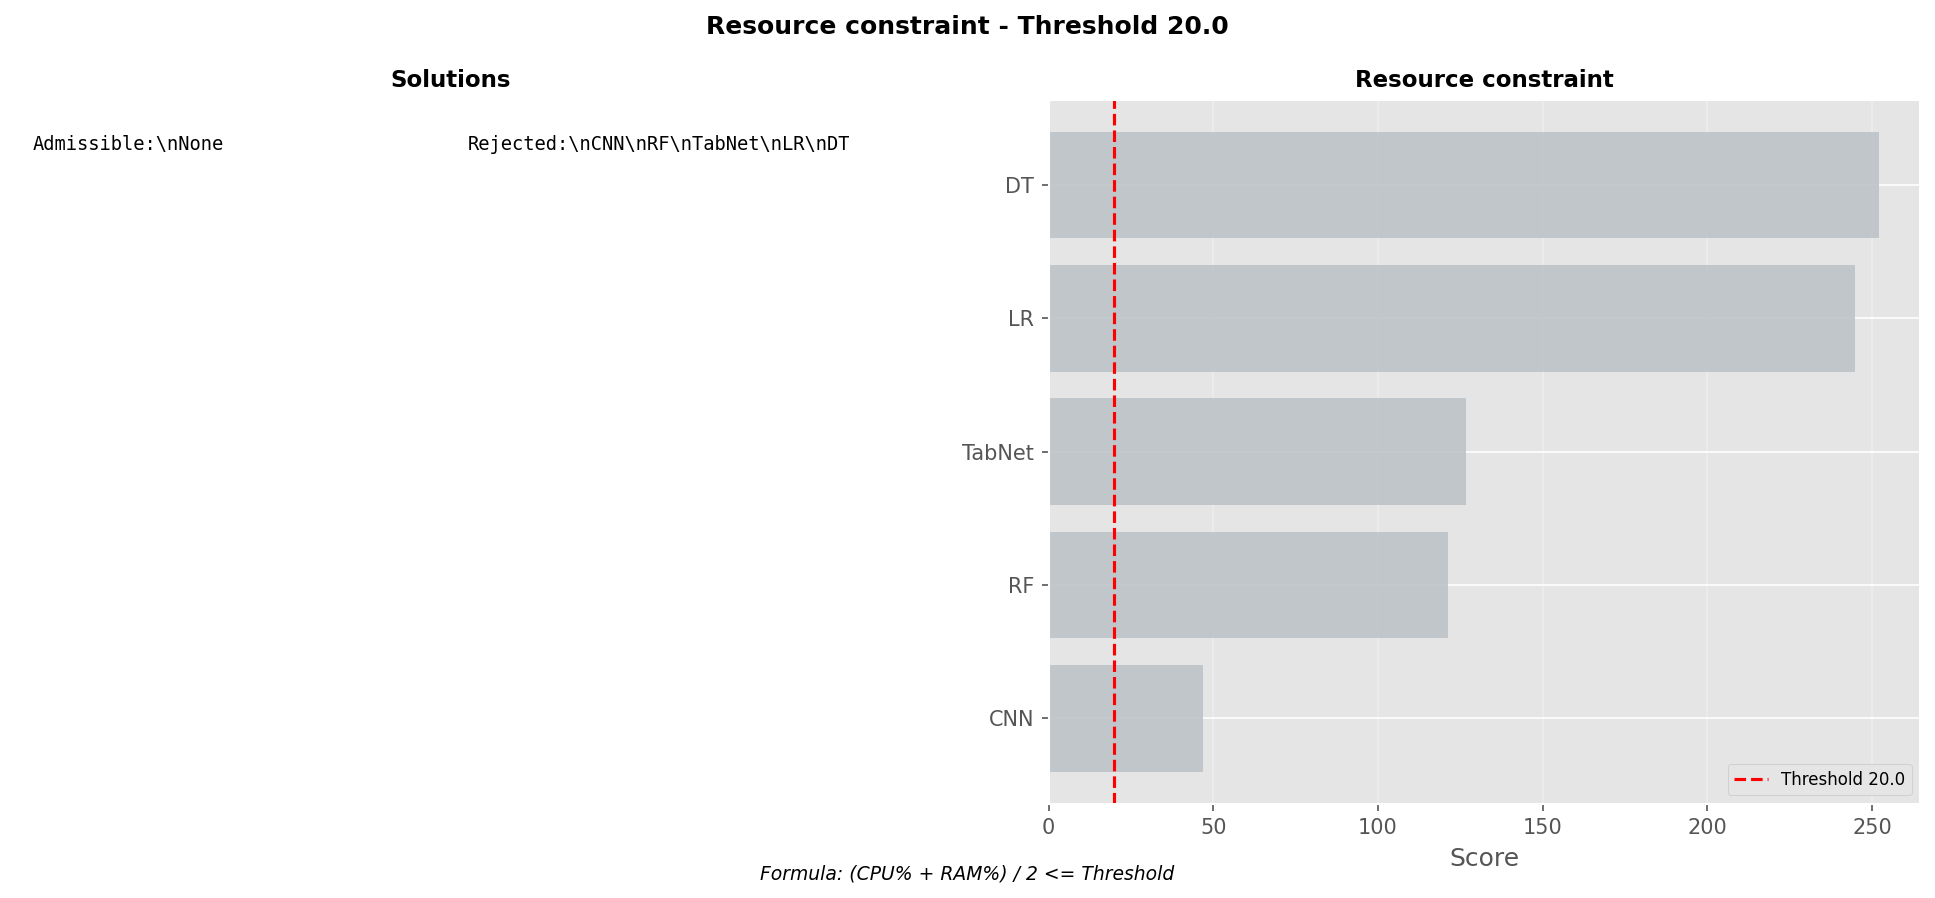 Resource constraint - Threshold 20.0
Solutions
Admissible:\nNone
Rejected:\nCNN\nRF\nTabNet\nLR\nDT
Resource constraint
DT
LR
TabNet
RF
CNN
Threshold 20.0
0 50 100 150 200 250
Score
Formula: (CPU% + RAM%) / 2 <= Threshold